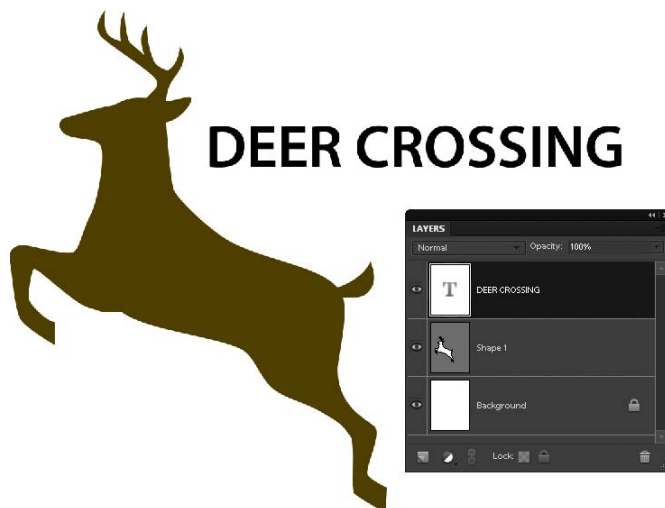 DEER CROSSING
LAYERS
Normal Opacity: 100%
T DEER CROSSING
Shape 1
Background
Lock: